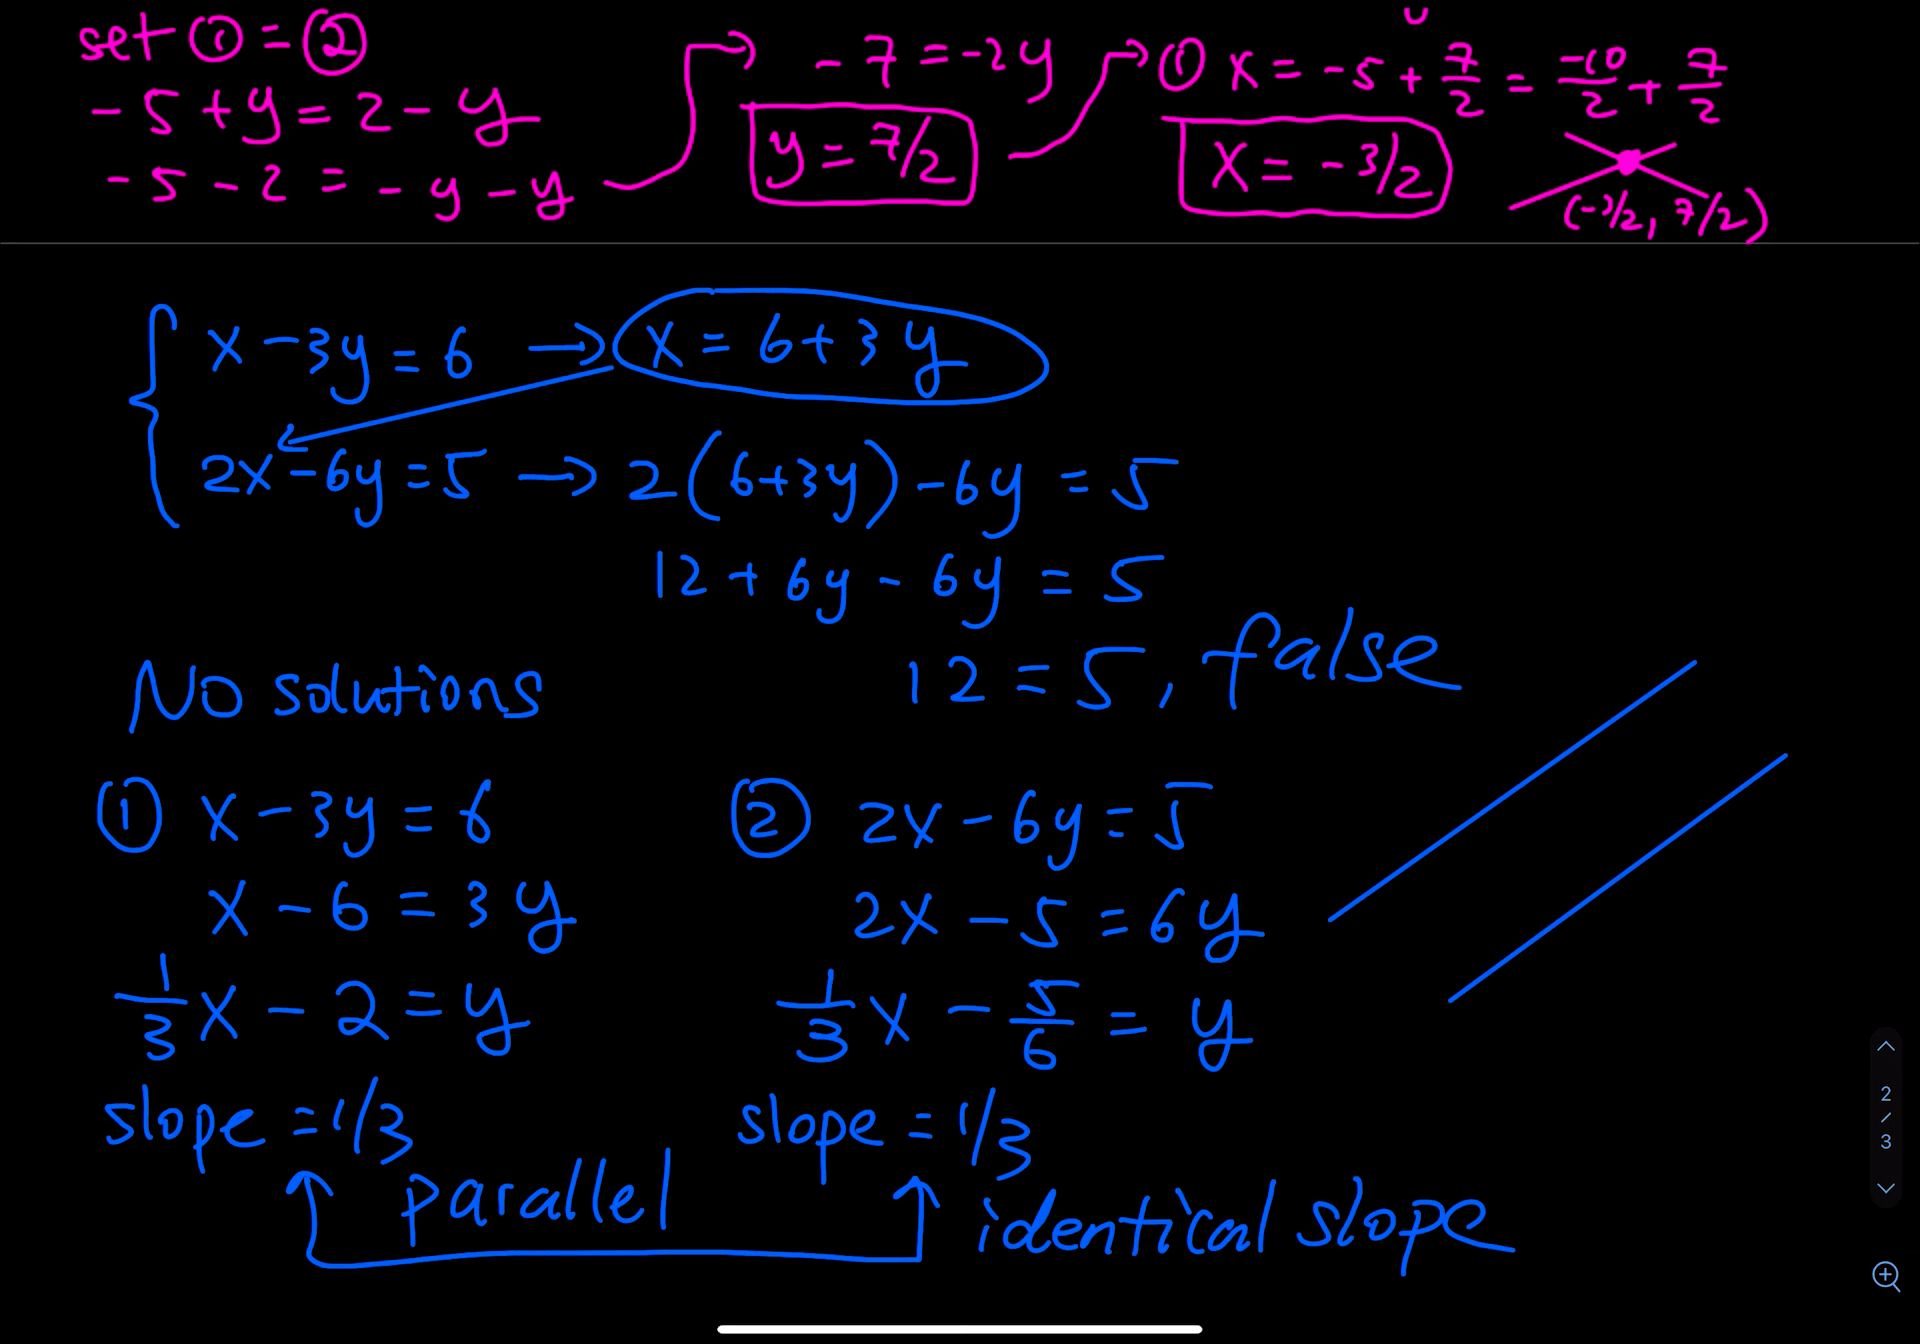 set ① = ②
-5 + y = 2 - y
-5 - 2 = -y - y
-7 = -2y
y = 7/2
① x = -5 + 7/2 = -10/2 + 7/2
x = -3/2
(-3/2, 7/2)
x - 3y = 6 → x = 6 + 3y
2x - 6y = 5 → 2(6+3y) - 6y = 5
12 + 6y - 6y = 5
12 = 5, false
No solutions
① x - 3y = 6
x - 6 = 3y
1/3 x - 2 = y
slope = 1/3
② 2x - 6y = 5
2x - 5 = 6y
1/3 x - 5/6 = y
slope = 1/3
parallel
identical slope
2
/
3